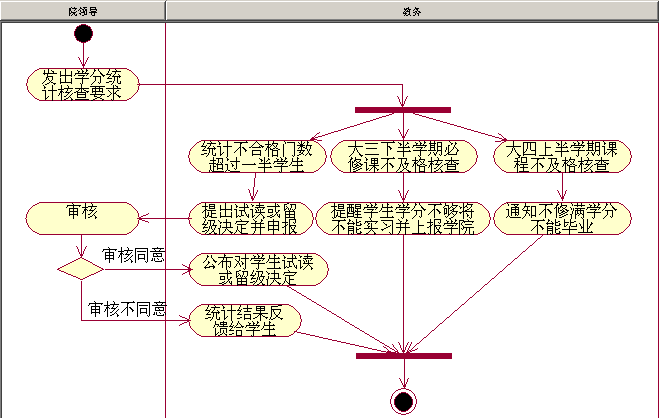 院领导
教务
发出学分统
计核查要求
统计不合格门数
超过一半学生
大三下半学期必
修课不及格核查
大四上半学期课
程不及格核查
审核
提出试读或留
级决定并申报
提醒学生学分不够将
不能实习并上报学院
通知不修满学分
不能毕业
审核同意
公布对学生试读
或留级决定
审核不同意
统计结果反
馈给学生